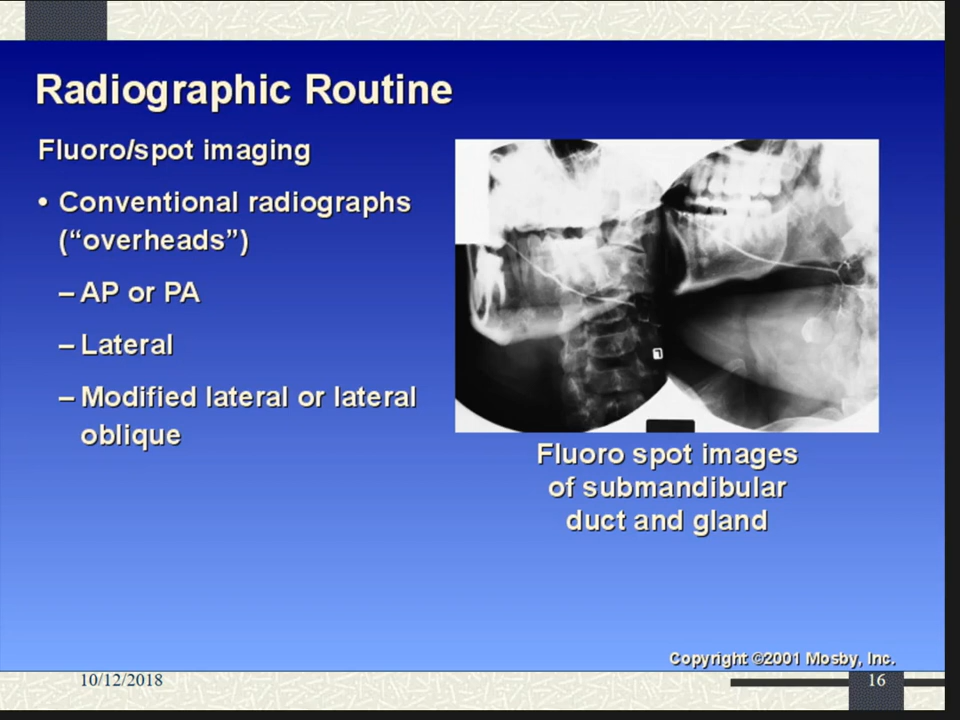 Radiographic Routine
Fluoro/spot imaging
• Conventional radiographs
(“overheads”)
– AP or PA
– Lateral
– Modified lateral or lateral
oblique
Fluoro spot images
of submandibular
duct and gland
Copyright ©2001 Mosby, Inc.
10/12/2018
16